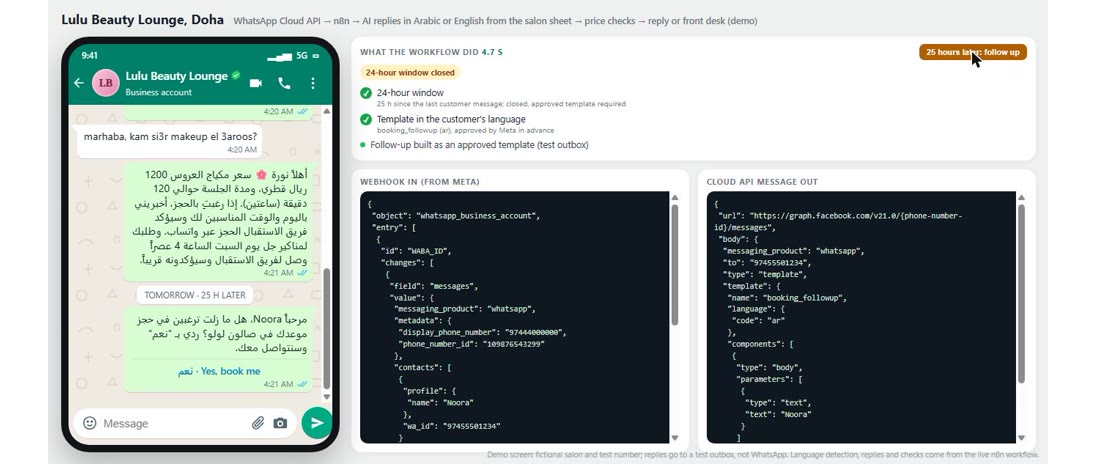 Lulu Beauty Lounge, Doha WhatsApp Cloud API → n8n → AI replies in Arabic or English from the salon sheet → price checks → reply or front desk (demo)
9:41 5G
LB
Lulu Beauty Lounge
Business account
4:20 AM
marhaba, kam si3r makeup el 3aroos?
4:20 AM
أهلاً نورة 🌸 سعر مكياج العروس 1200
ريال قطري، ومدة الجلسة حوالي 120
دقيقة (ساعتين). إذا رغبتِ بالحجز، أخبريني
باليوم والوقت المناسبين لك وسيؤكد
فريق الاستقبال الحجز عبر واتساب. وطلبك
لمناكير جل يوم السبت الساعة 4 عصراً
وصل لفريق الاستقبال وسيؤكدونه قريباً.
4:21 AM
TOMORROW · 25 H LATER
مرحباً Noora، هل ما زلت ترغبين في حجز
موعدك في صالون لولو؟ ردي بـ "نعم"
وسنتواصل معك.
نعم · Yes, book me
4:21 AM
Message
WHAT THE WORKFLOW DID 4.7 S
25 hours later: follow up
24-hour window closed
24-hour window
25 h since the last customer message: closed, approved template required
Template in the customer's language
booking_followup (ar), approved by Meta in advance
Follow-up built as an approved template (test outbox)
WEBHOOK IN (FROM META)
{
"object": "whatsapp_business_account",
"entry": [
{
"id": "WABA_ID",
"changes": [
{
"field": "messages",
"value": {
"messaging_product": "whatsapp",
"metadata": {
"display_phone_number": "97444000000",
"phone_number_id": "109876543299"
},
"contacts": [
{
"profile": {
"name": "Noora"
},
"wa_id": "97455501234"
}
CLOUD API MESSAGE OUT
{
"url": "https://graph.facebook.com/v21.0/{phone-number-
id}/messages",
"body": {
"messaging_product": "whatsapp",
"to": "97455501234",
"type": "template",
"template": {
"name": "booking_followup",
"language": {
"code": "ar"
},
"components": [
{
"type": "body",
"parameters": [
{
"type": "text",
"text": "Noora"
}
]
Demo screen: fictional salon and test number; replies go to a test outbox, not WhatsApp. Language detection, replies and checks come from the live n8n workflow.